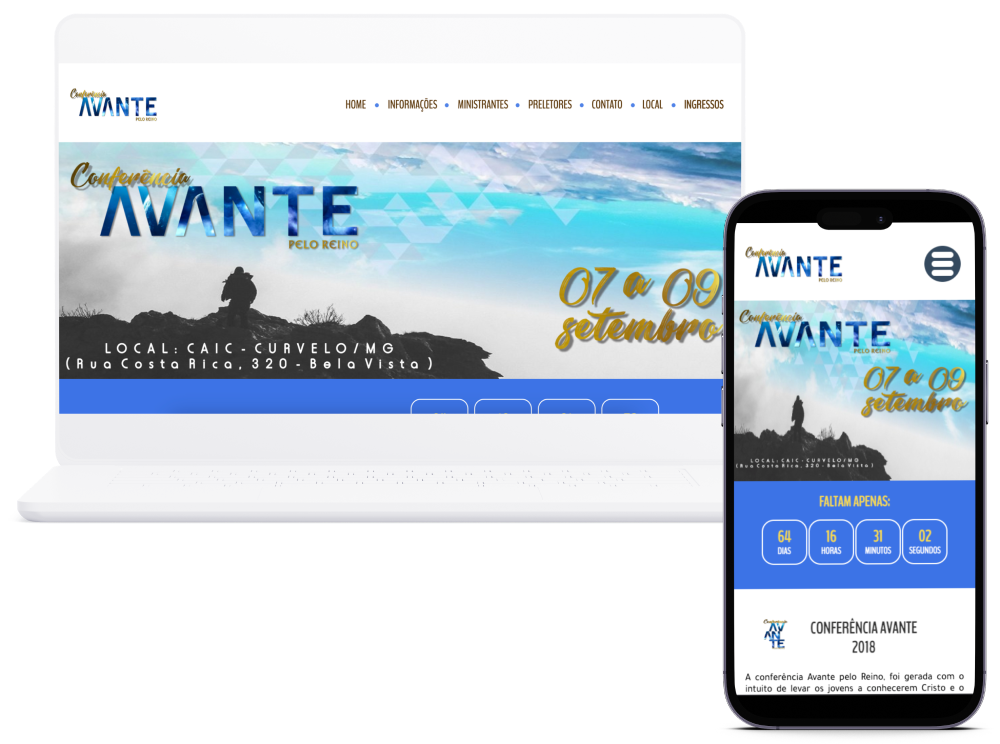 Conferência
AVANTE
PELO REINO
HOME • INFORMAÇÕES • MINISTRANTES • PRELETORES • CONTATO • LOCAL • INGRESSOS
Conferência
AVANTE
PELO REINO
07 a 09
setembro
LOCAL: CAIC - CURVELO/MG
(Rua Costa Rica, 320 - Bela Vista)
Conferência
AVANTE
PELO REINO
Conferência
AVANTE
PELO REINO
07 a 09
setembro
LOCAL: CAIC - CURVELO/MG
(Rua Costa Rica, 320 - Bela Vista)
FALTAM APENAS:
64 16 31 02
DIAS HORAS MINUTOS SEGUNDOS
Conferência
AV
AN
TE
CONFERÊNCIA AVANTE
2018
A conferência Avante pelo Reino, foi gerada com o
intuito de levar os jovens a conhecerem Cristo e o